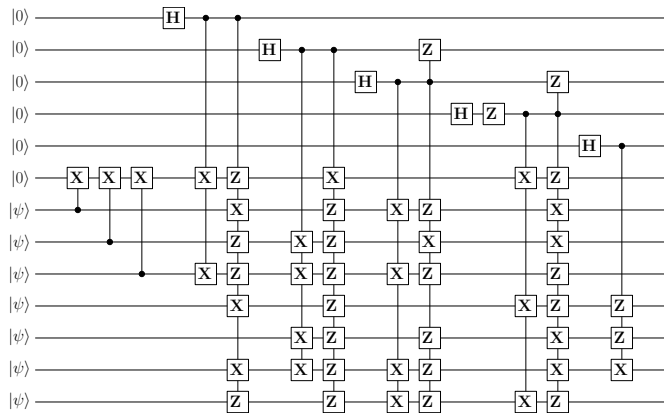 |0⟩ H
|0⟩ H Z
|0⟩ H Z
|0⟩ H Z
|0⟩ H
|0⟩ X X X X Z X X Z
|ψ⟩ X Z X Z X
|ψ⟩ Z X Z X X
|ψ⟩ X Z X Z X Z Z
|ψ⟩ X Z X Z Z
|ψ⟩ X Z Z X Z
|ψ⟩ X X Z X Z X X
|ψ⟩ Z Z X Z X Z